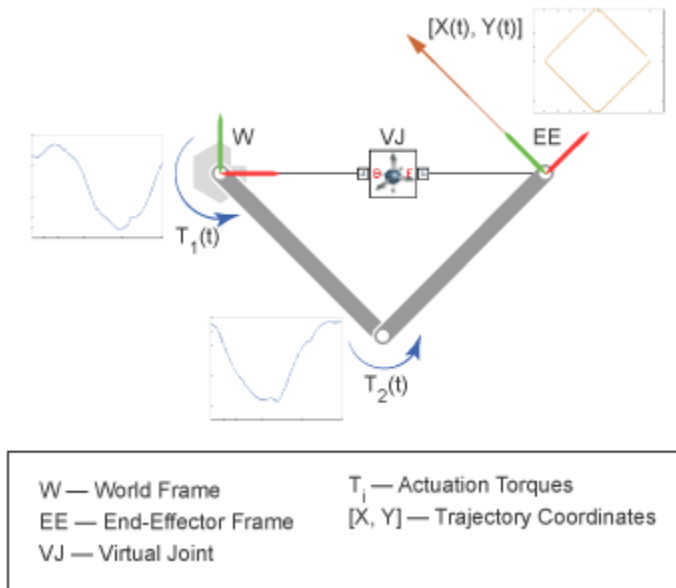 [X(t), Y(t)]
W
VJ
EE
B
F
T1(t)
T2(t)
W — World Frame
EE — End-Effector Frame
VJ — Virtual Joint
Ti — Actuation Torques
[X, Y] — Trajectory Coordinates